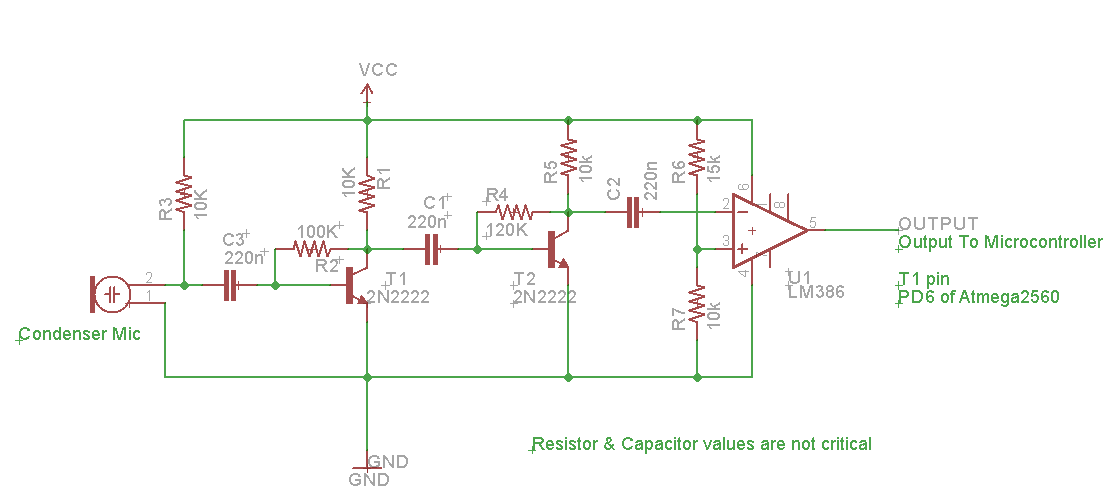 VCC
R3
10K
10K
R1
C1
220n
R4
120K
R5
10k
C2
220n
R6
15k
6
1
8
2
3
5
4
7
U1
LM386
OUTPUT
Output To Microcontroller
T1 pin
PD6 of Atmega2560
C3
220n
100K
R2
T1
2N2222
T2
2N2222
R7
10k
2
1
Condenser Mic
Resistor & Capacitor values are not critical
GND
GND